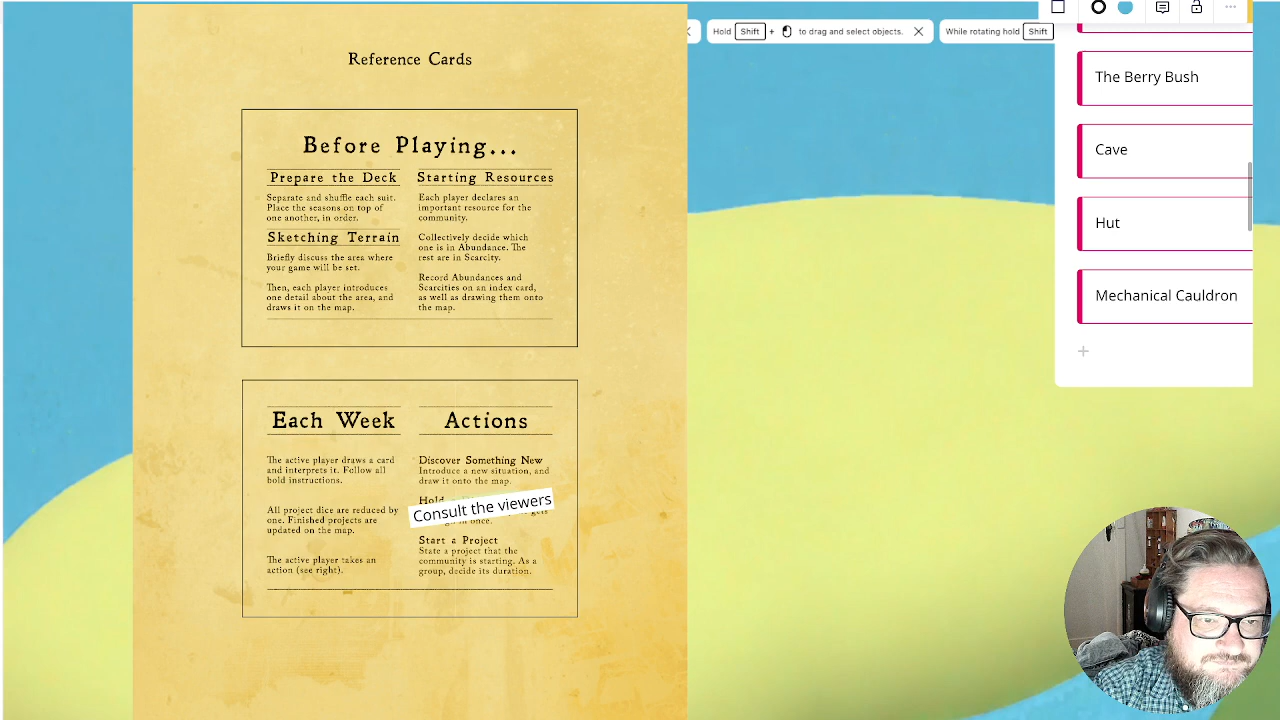 Hold Shift + to drag and select objects.
While rotating hold Shift
Reference Cards
Before Playing...
Prepare the Deck
Separate and shuffle each suit.
Place the seasons on top of
one another, in order.
Sketching Terrain
Briefly discuss the area where
your game will be set.
Then, each player introduces
one detail about the area, and
draws it on the map.
Starting Resources
Each player declares an
important resource for the
community.
Collectively decide which
one is in Abundance. The
rest are in Scarcity.
Record Abundances and
Scarcities on an index card,
as well as drawing them onto
the map.
Each Week
The active player draws a card
and interprets it. Follow all
bold instructions.
All project dice are reduced by
one. Finished projects are
updated on the map.
The active player takes an
action (see right).
Actions
Discover Something New
Introduce a new situation, and
draw it onto the map.
Hold
Consult the viewers
gets
in once.
Start a Project
State a project that the
community is starting. As a
group, decide its duration.
The Berry Bush
Cave
Hut
Mechanical Cauldron